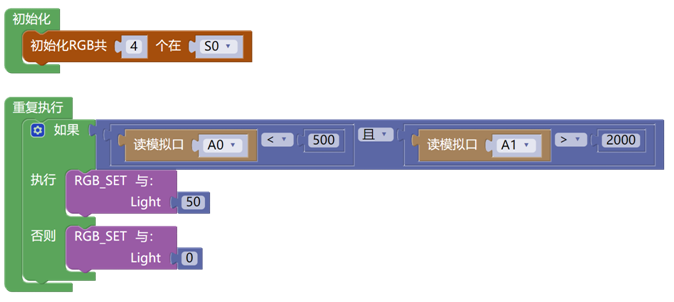 初始化
初始化RGB共 4 个在 S0
重复执行
如果 读模拟口 A0 < 500 且 读模拟口 A1 > 2000
执行 RGB_SET 与:
Light 50
否则 RGB_SET 与:
Light 0